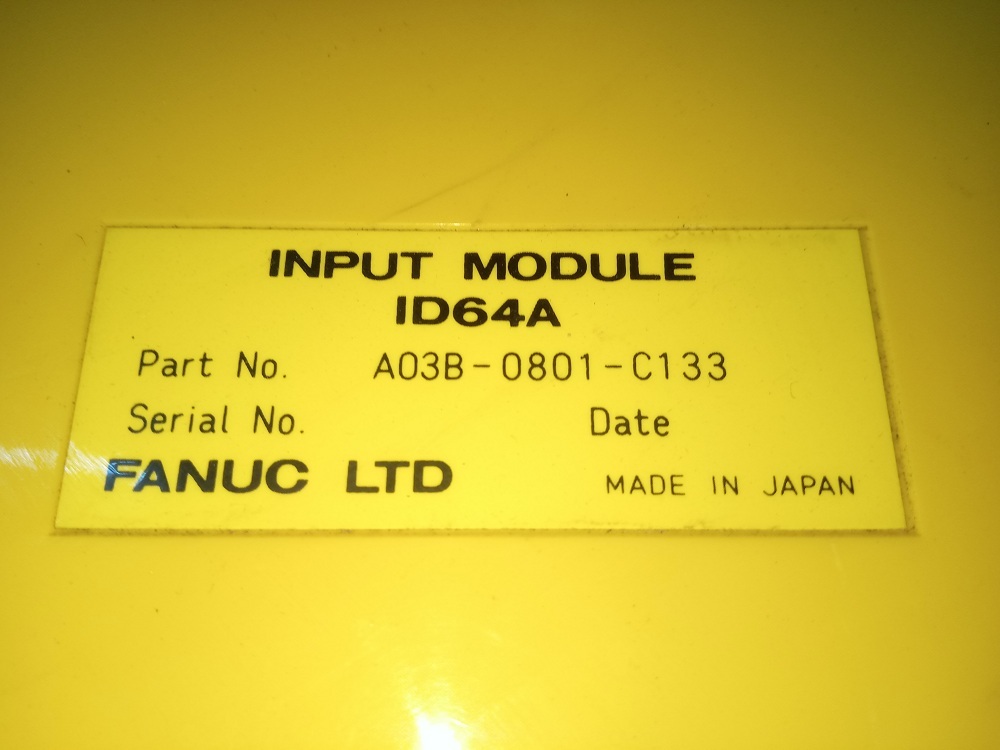 INPUT MODULE
ID64A
Part No. A03B-0801-C133
Serial No. Date
FANUC LTD MADE IN JAPAN